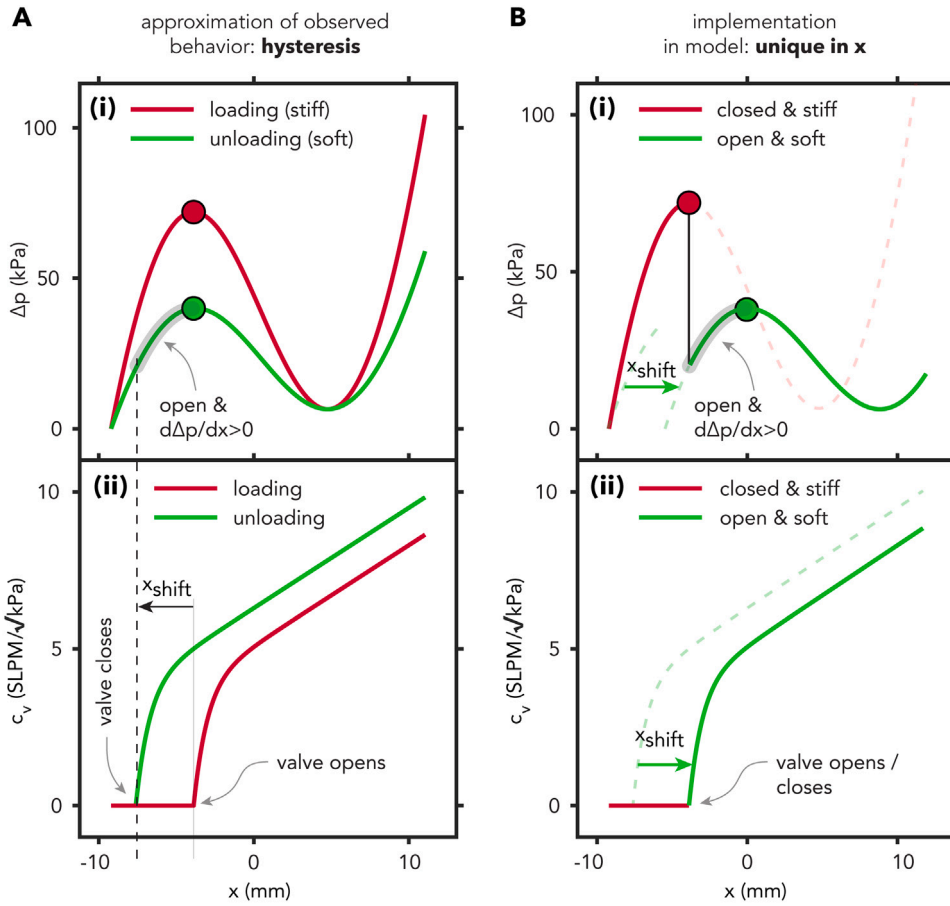 A
approximation of observed
behavior: hysteresis
(i)
loading (stiff)
unloading (soft)
100
50
0
Δp (kPa)
open &
dΔp/dx>0
(ii)
loading
unloading
10
5
0
c_v (SLPM/√kPa)
xshift
valve closes
valve opens
-10
0
10
x (mm)
B
implementation
in model: unique in x
(i)
closed & stiff
open & soft
100
50
0
Δp (kPa)
xshift
open &
dΔp/dx>0
(ii)
closed & stiff
open & soft
10
5
0
c_v (SLPM/√kPa)
xshift
valve opens /
closes
-10
0
10
x (mm)